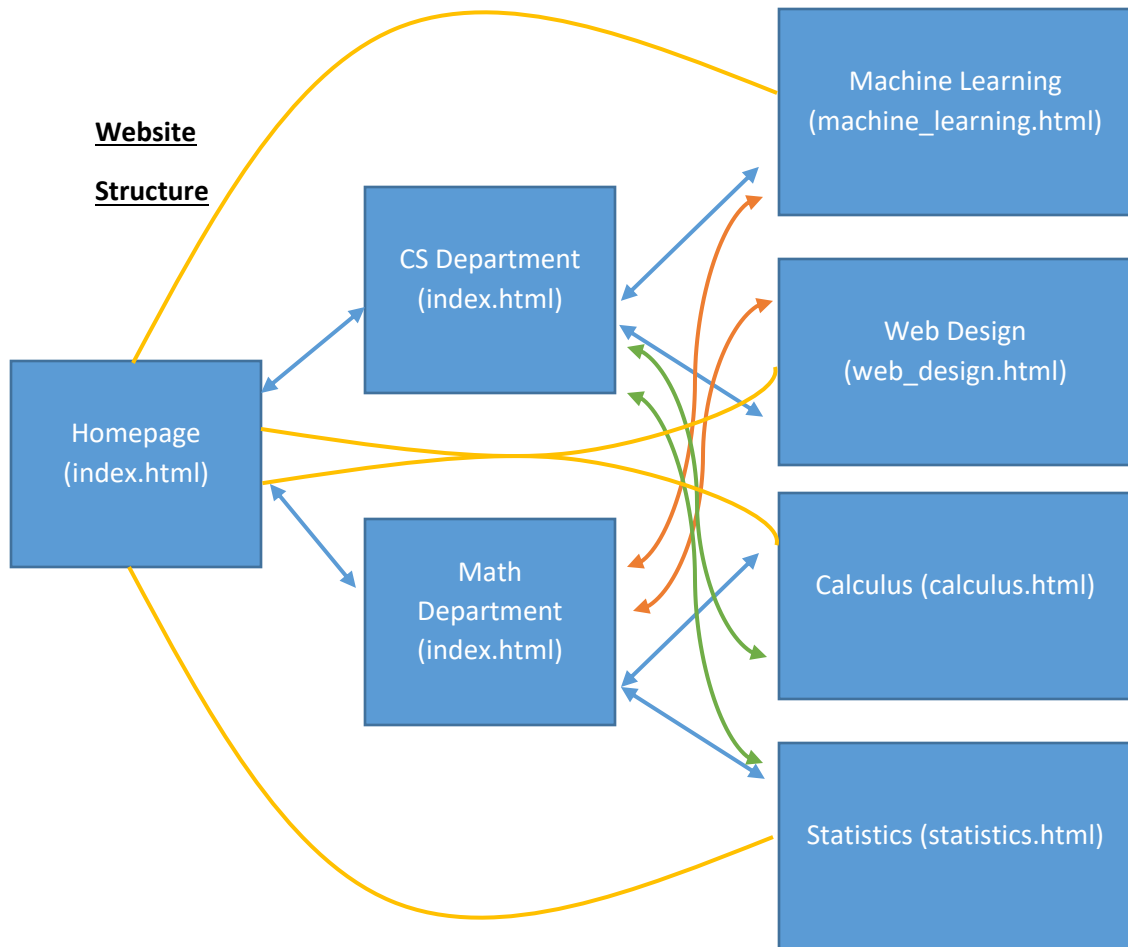 Website
Structure
Homepage
(index.html)
CS Department
(index.html)
Math
Department
(index.html)
Machine Learning
(machine_learning.html)
Web Design
(web_design.html)
Calculus (calculus.html)
Statistics (statistics.html)